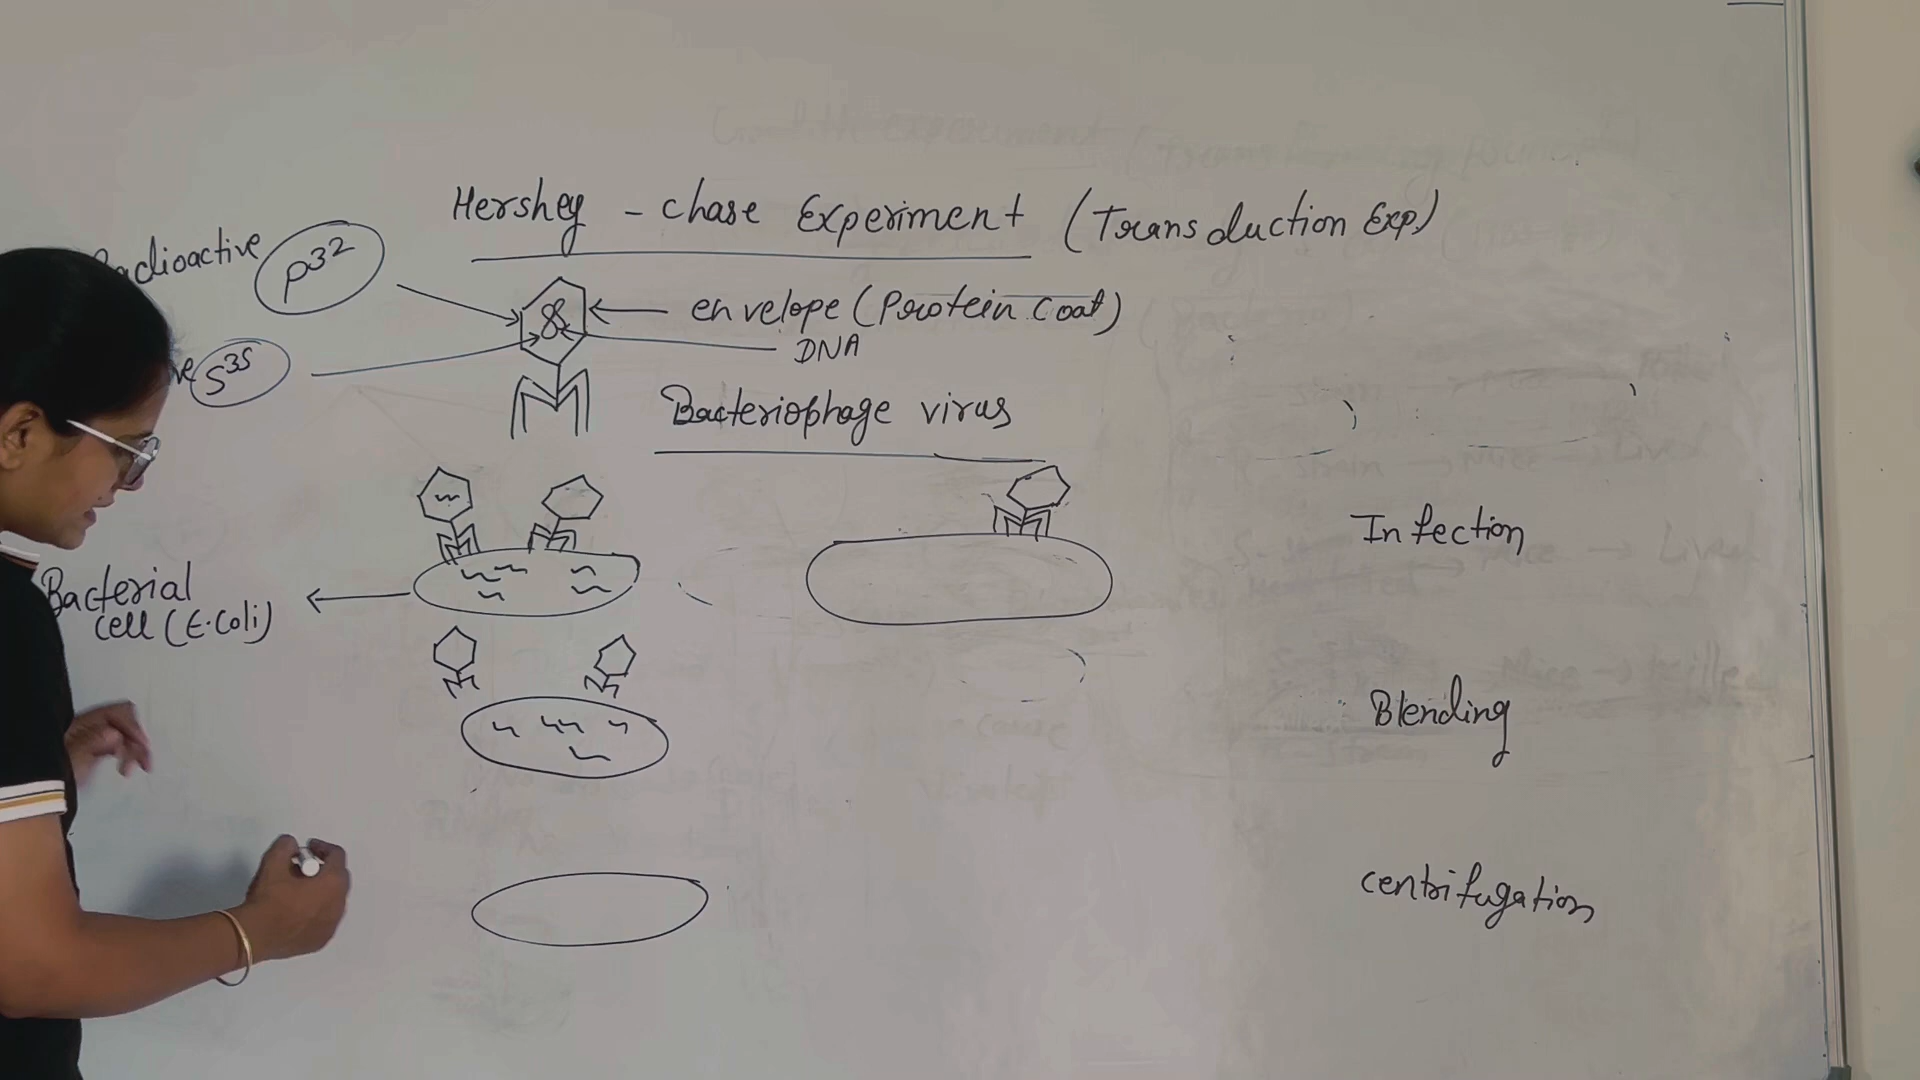 Hershey - chase Experiment (Transduction Exp.)
Radioactive P32
envelope (Protein Coat)
DNA
S35
Bacteriophage virus
Infection
Bacterial
cell (E.Coli)
Blending
centrifugation